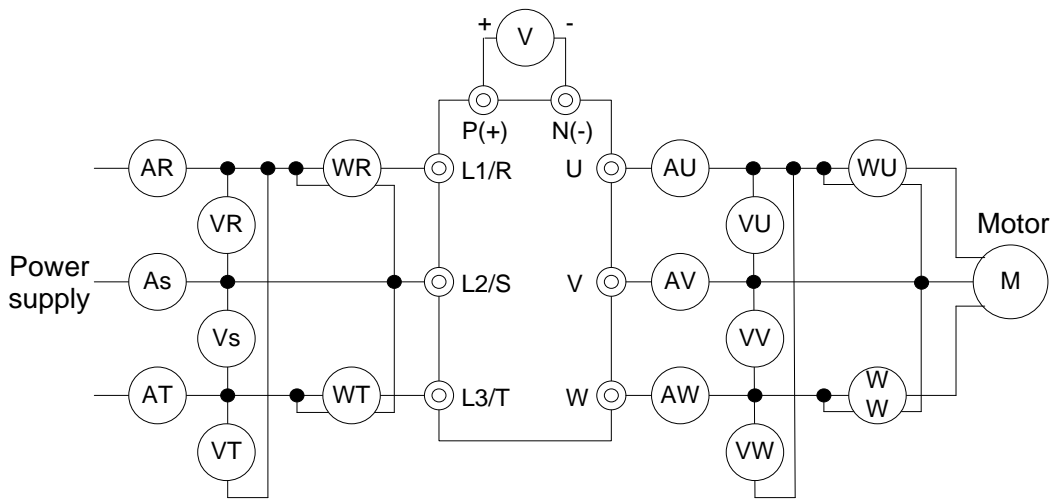 + V -
P(+) N(-)
AR WR L1/R U AU WU
VR VU Motor
Power
supply
As L2/S V AV M
Vs VV
AT WT L3/T W AW W
W
VT VW